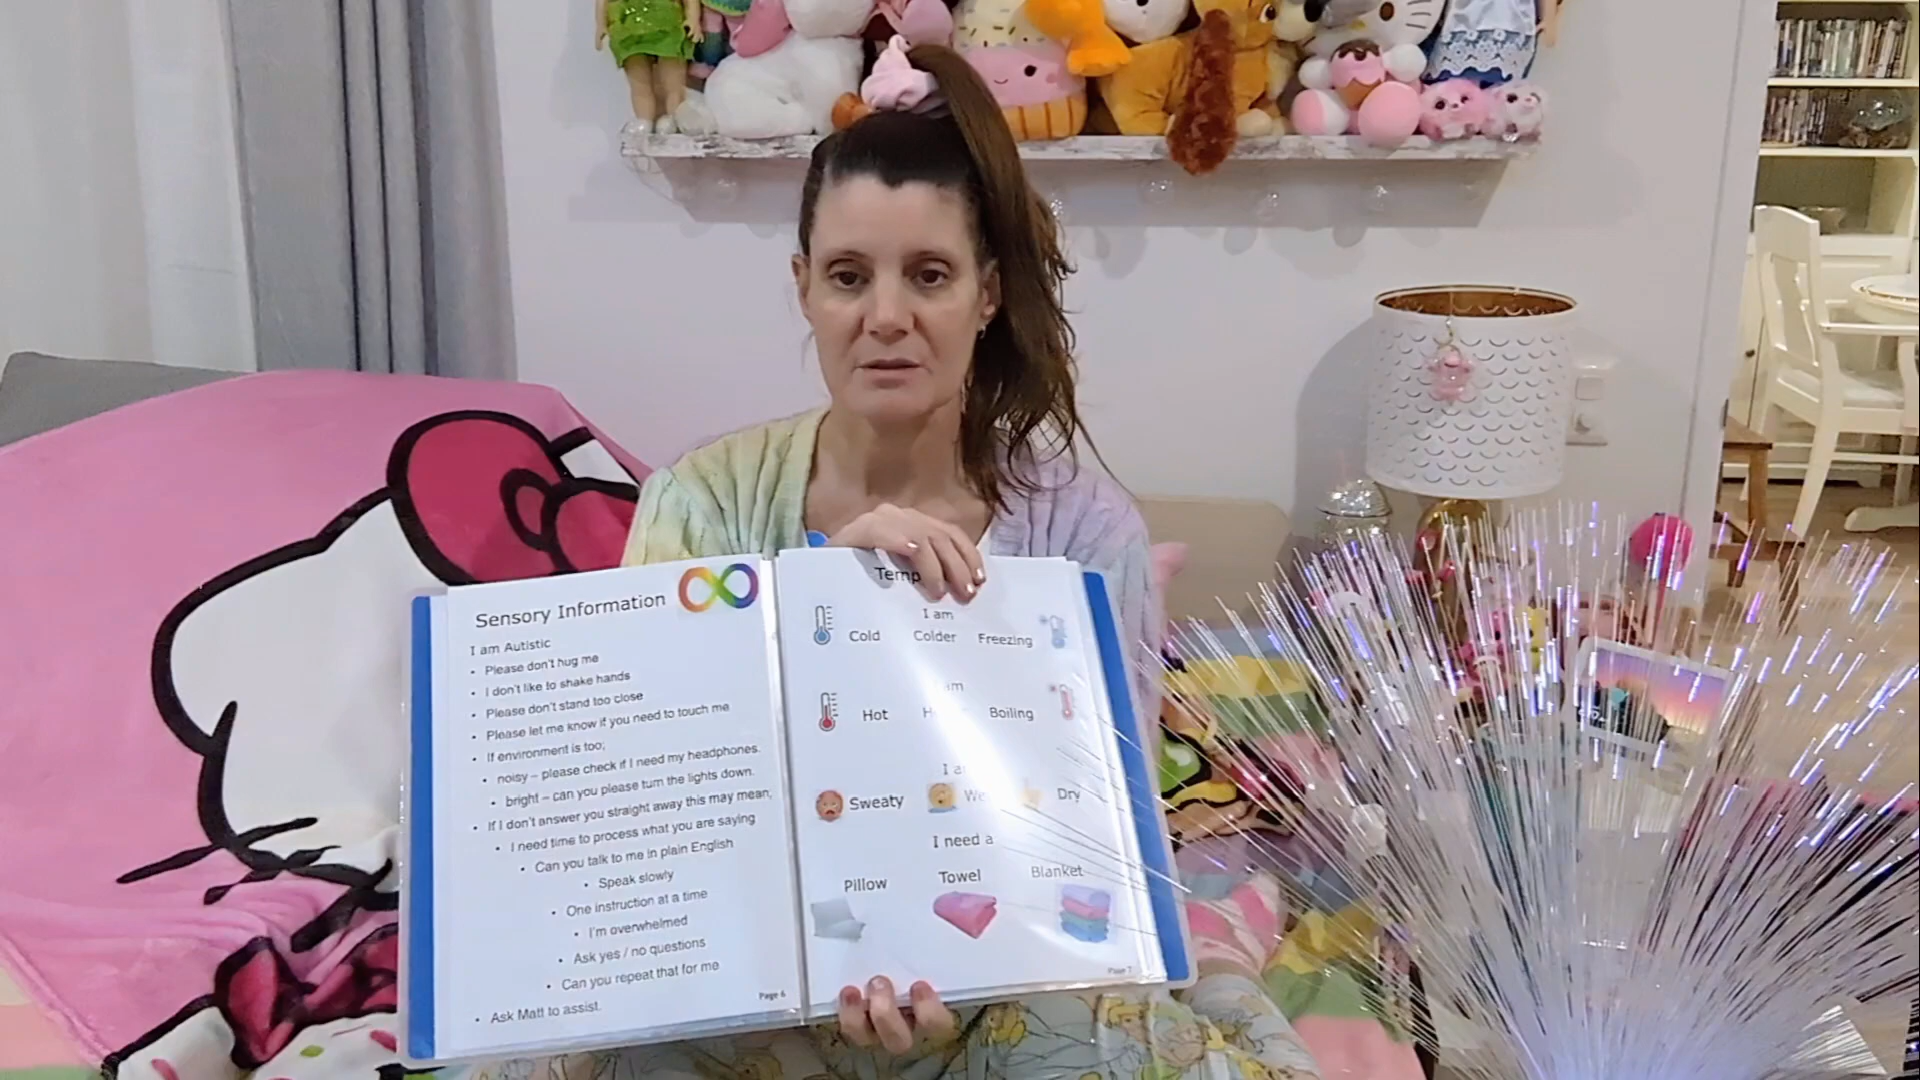 Sensory Information
I am Autistic
• Please don't hug me
• I don't like to shake hands
• Please don't stand too close
• Please let me know if you need to touch me
• If environment is too;
• noisy – please check if I need my headphones.
• bright – can you please turn the lights down.
• If I don't answer you straight away this may mean;
• I need time to process what you are saying
• Can you talk to me in plain English
• Speak slowly
• One instruction at a time
• I'm overwhelmed
• Ask yes / no questions
• Can you repeat that for me
• Ask Matt to assist.
Page 6
Temp
I am
Cold Colder Freezing
am
Hot H Boiling
I a
Sweaty We Dry
I need a
Pillow Towel Blanket
Page 7